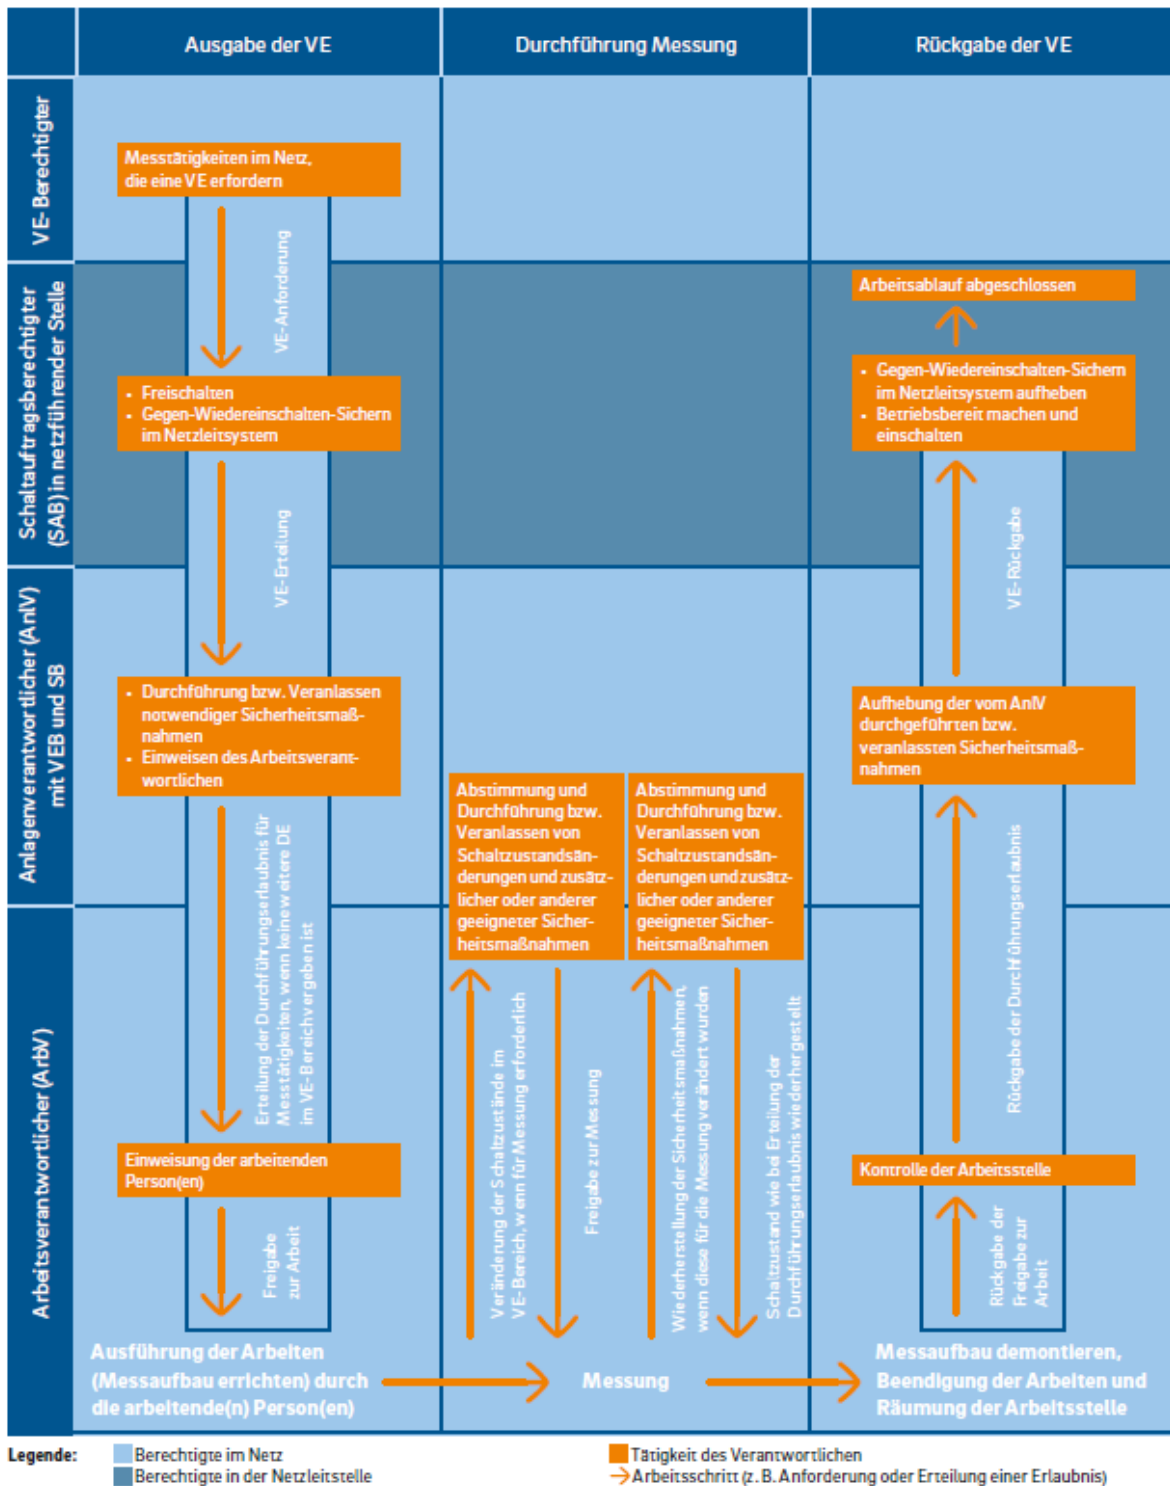 Ausgabe der VE
Durchführung Messung
Rückgabe der VE
VE-Berechtigter
Messtätigkeiten im Netz,
die eine VE erfordern
VE-Anforderung
Schaltauftragsberechtigter
(SAB) in netzführender Stelle
• Freischalten
• Gegen-Wiedereinschalten-Sichern
im Netzleitsystem
VE-Erteilung
Arbeitsablauf abgeschlossen
• Gegen-Wiedereinschalten-Sichern
im Netzleitsystem aufheben
• Betriebsbereit machen und
einschalten
VE-Rückgabe
Anlagenverantwortlicher (AnlV)
mit VEB und SB
• Durchführung bzw. Veranlassen
notwendiger Sicherheitsmaß-
nahmen
• Einweisen des Arbeitsverant-
wortlichen
Erteilung der Durchführungserlaubnis für
Messtätigkeiten, wenn keine weitere DE
im VE-Bereich vergeben ist
Abstimmung und
Durchführung bzw.
Veranlassen von
Schaltzustandsän-
derungen und zusätz-
licher oder anderer
geeigneter Sicher-
heitsmaßnahmen
Abstimmung und
Durchführung bzw.
Veranlassen von
Schaltzustandsän-
derungen und zusätz-
licher oder anderer
geeigneter Sicher-
heitsmaßnahmen
Aufhebung der vom AnlV
durchgeführten bzw.
veranlassten Sicherheitsmaß-
nahmen
Rückgabe der Durchführungserlaubnis
Arbeitsverantwortlicher (ArbV)
Einweisung der arbeitenden
Person(en)
Freigabe
zur Arbeit
Veränderung der Schaltzustände im
VE-Bereich, wenn für Messung erforderlich
Freigabe zur Messung
Wiederherstellung der Sicherheitsmaßnahmen,
wenn diese für die Messung verändert wurden
Schaltzustand wie bei Erteilung der
Durchführungserlaubnis wiederhergestellt
Kontrolle der Arbeitsstelle
Rückgabe der
Freigabe zur
Arbeit
Ausführung der Arbeiten
(Messaufbau errichten) durch
die arbeitende(n) Person(en)
Messung
Messaufbau demontieren,
Beendigung der Arbeiten und
Räumung der Arbeitsstelle
Legende:
Berechtigte im Netz
Berechtigte in der Netzleitstelle
Tätigkeit des Verantwortlichen
Arbeitsschritt (z. B. Anforderung oder Erteilung einer Erlaubnis)